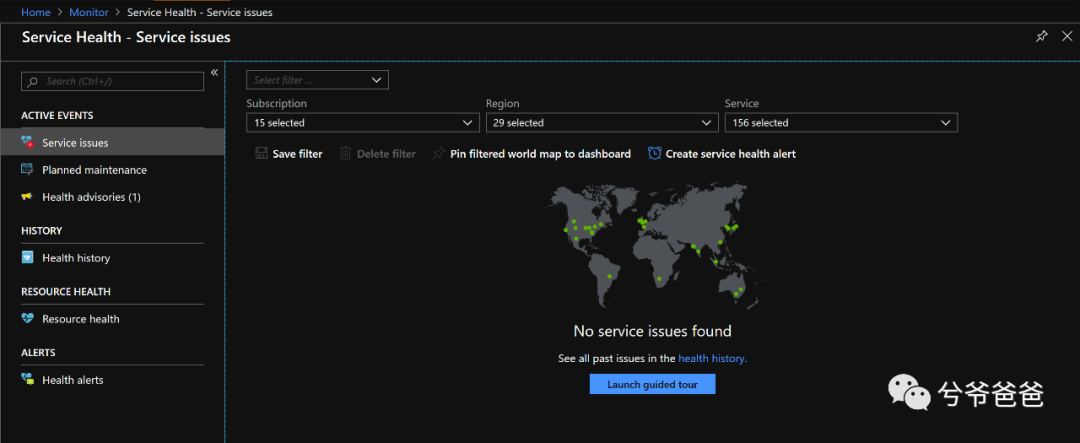 Home > Monitor > Service Health - Service issues
Service Health - Service issues
Search (Ctrl+/)
«
ACTIVE EVENTS
Service issues
Planned maintenance
Health advisories (1)
HISTORY
Health history
RESOURCE HEALTH
Resource health
ALERTS
Health alerts
Select filter ...
Subscription Region Service
15 selected 29 selected 156 selected
Save filter Delete filter Pin filtered world map to dashboard Create service health alert
No service issues found
See all past issues in the health history.
Launch guided tour
兮爷爸爸